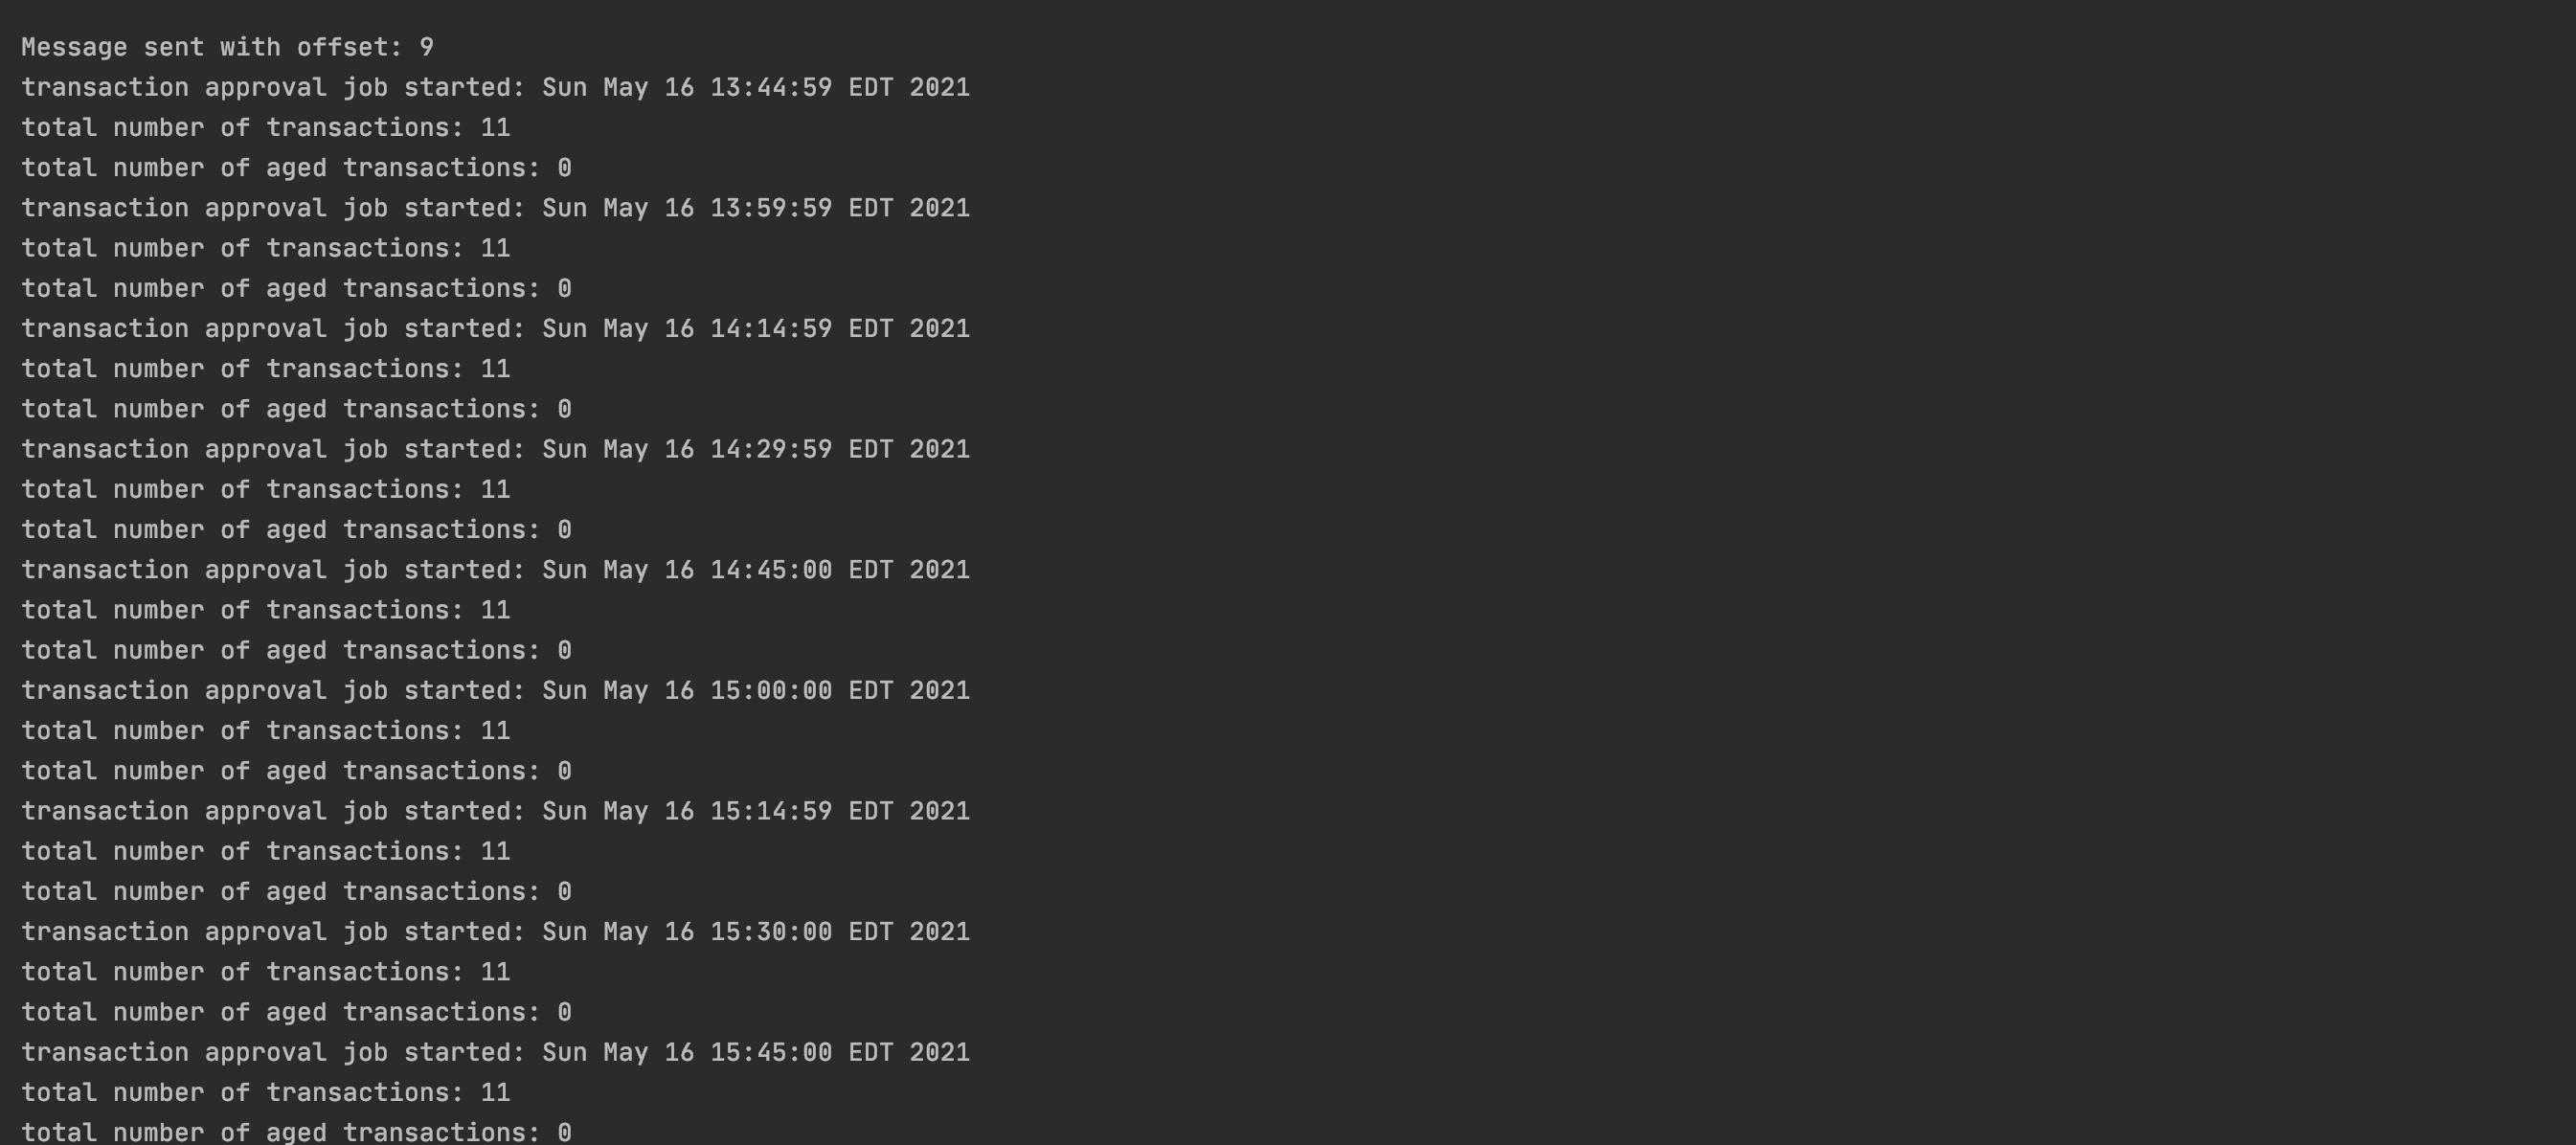 Message sent with offset: 9
transaction approval job started: Sun May 16 13:44:59 EDT 2021
total number of transactions: 11
total number of aged transactions: 0
transaction approval job started: Sun May 16 13:59:59 EDT 2021
total number of transactions: 11
total number of aged transactions: 0
transaction approval job started: Sun May 16 14:14:59 EDT 2021
total number of transactions: 11
total number of aged transactions: 0
transaction approval job started: Sun May 16 14:29:59 EDT 2021
total number of transactions: 11
total number of aged transactions: 0
transaction approval job started: Sun May 16 14:45:00 EDT 2021
total number of transactions: 11
total number of aged transactions: 0
transaction approval job started: Sun May 16 15:00:00 EDT 2021
total number of transactions: 11
total number of aged transactions: 0
transaction approval job started: Sun May 16 15:14:59 EDT 2021
total number of transactions: 11
total number of aged transactions: 0
transaction approval job started: Sun May 16 15:30:00 EDT 2021
total number of transactions: 11
total number of aged transactions: 0
transaction approval job started: Sun May 16 15:45:00 EDT 2021
total number of transactions: 11
total number of aged transactions: 0